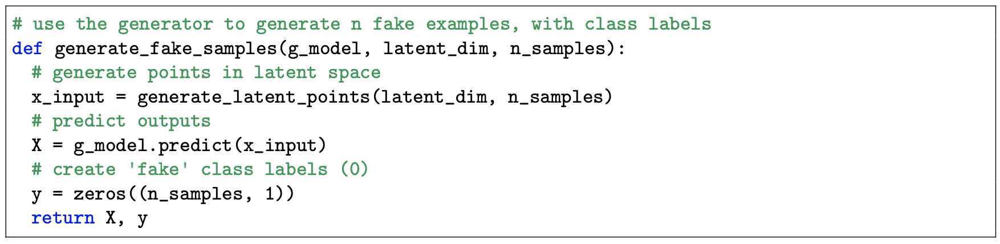 # use the generator to generate n fake examples, with class labels
def generate_fake_samples(g_model, latent_dim, n_samples):
  # generate points in latent space
  x_input = generate_latent_points(latent_dim, n_samples)
  # predict outputs
  X = g_model.predict(x_input)
  # create 'fake' class labels (0)
  y = zeros((n_samples, 1))
  return X, y